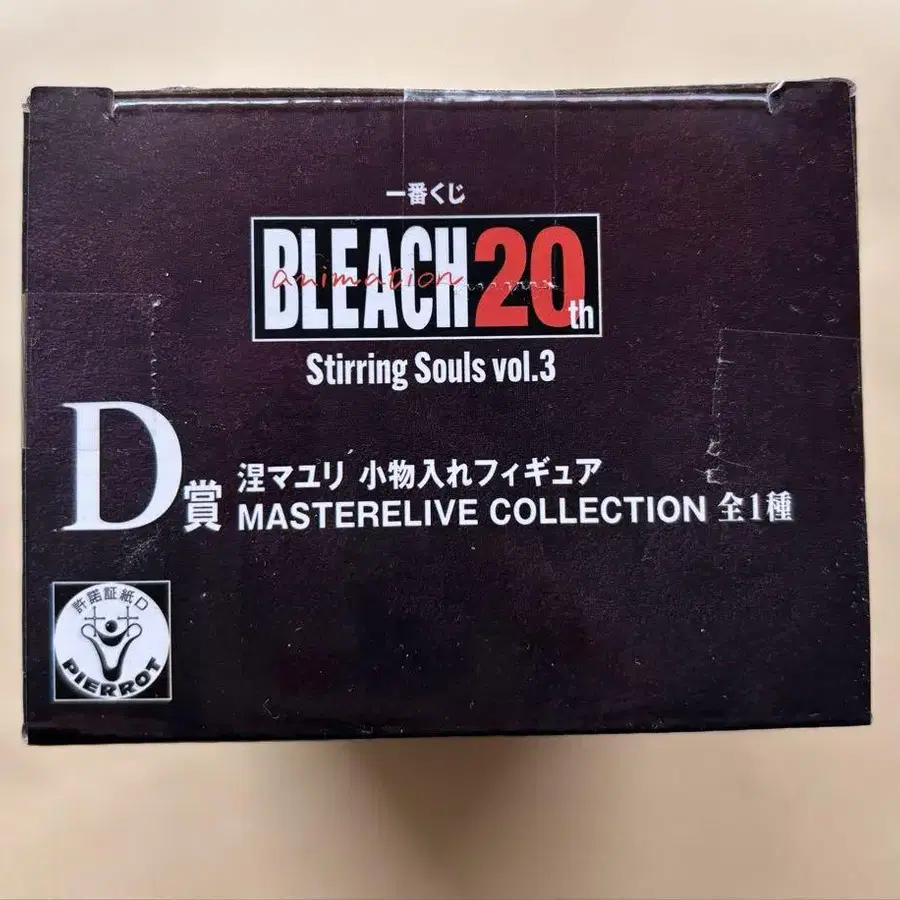 一番くじ
BLEACH 20th
animation
Stirring Souls vol.3
D賞
涅マユリ 小物入れフィギュア
MASTERELIVE COLLECTION 全1種
許諾証紙D
PIERROT